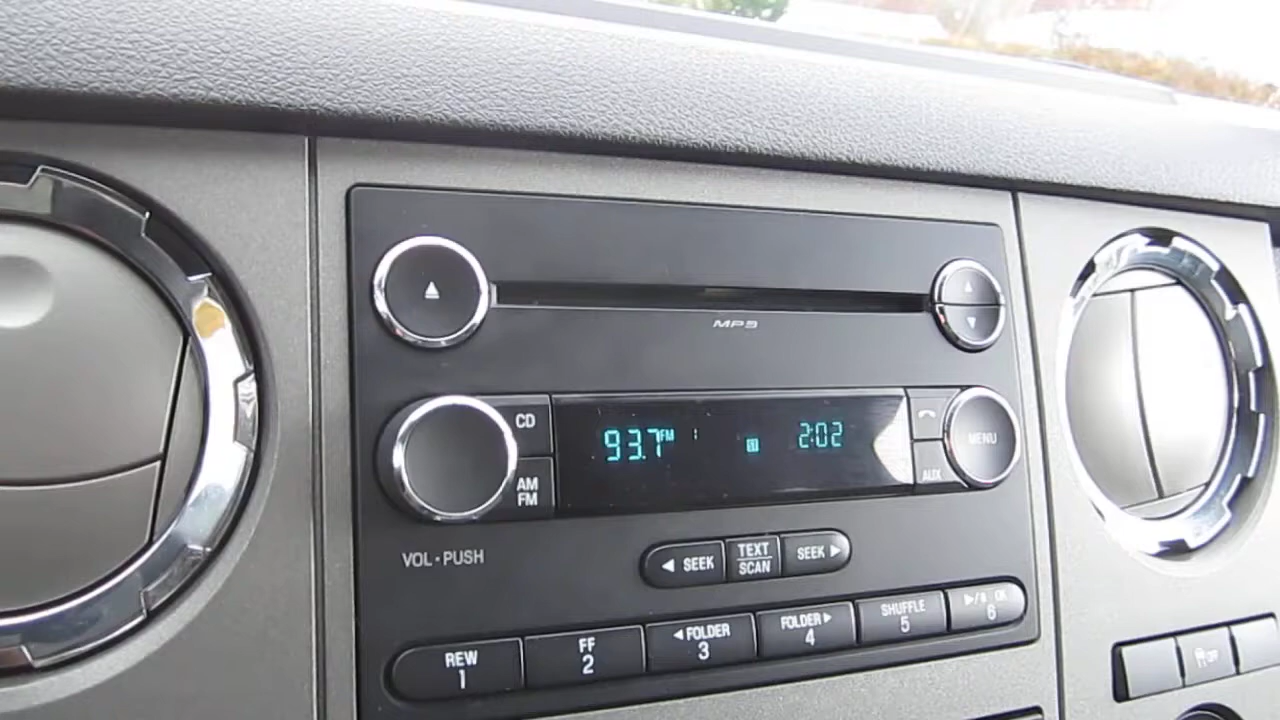 MP3
CD
93.7 FM
2:02
MENU
AM
FM
AUX
VOL•PUSH
◀ SEEK
TEXT
SCAN
SEEK ▶
REW
1
FF
2
◀ FOLDER
3
FOLDER ▶
4
SHUFFLE
5
▶/II OK
6
OFF